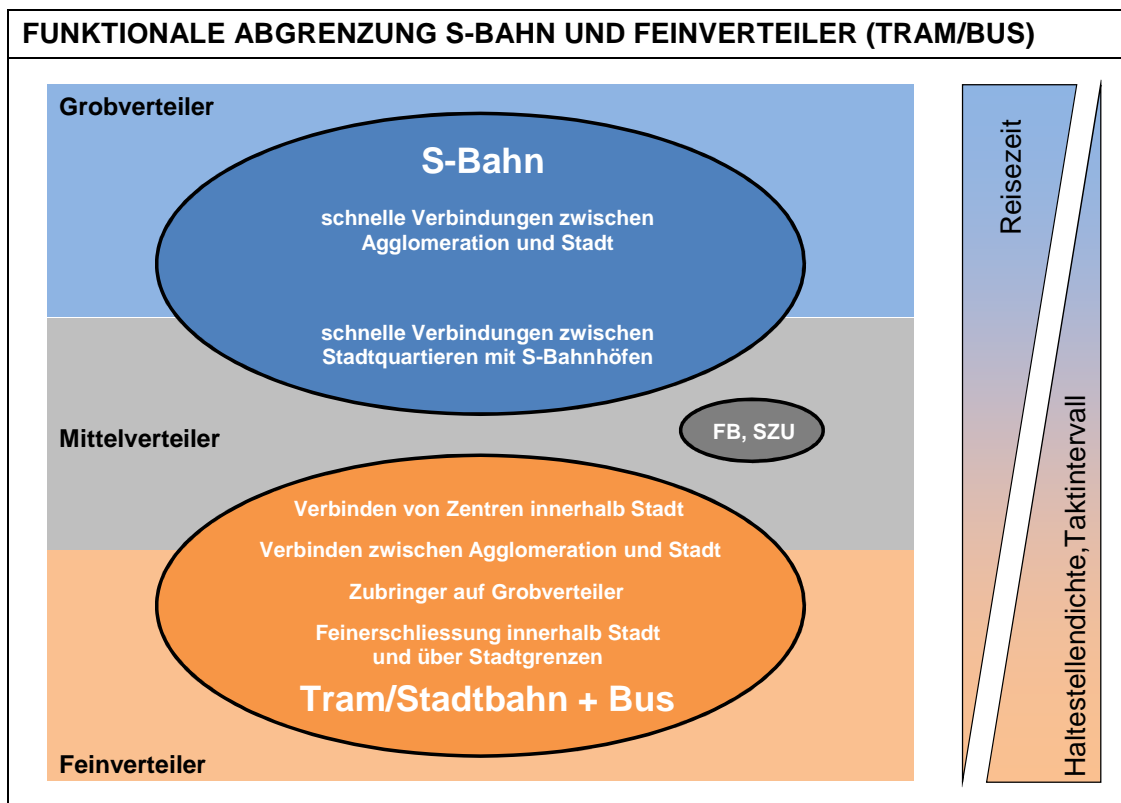 FUNKTIONALE ABGRENZUNG S-BAHN UND FEINVERTEILER (TRAM/BUS)
Grobverteiler
S-Bahn
schnelle Verbindungen zwischen
Agglomeration und Stadt
schnelle Verbindungen zwischen
Stadtquartieren mit S-Bahnhöfen
Mittelverteiler
FB, SZU
Verbinden von Zentren innerhalb Stadt
Verbinden zwischen Agglomeration und Stadt
Zubringer auf Grobverteiler
Feinerschliessung innerhalb Stadt
und über Stadtgrenzen
Tram/Stadtbahn + Bus
Feinverteiler
Reisezeit
Haltestellendichte,Taktintervall